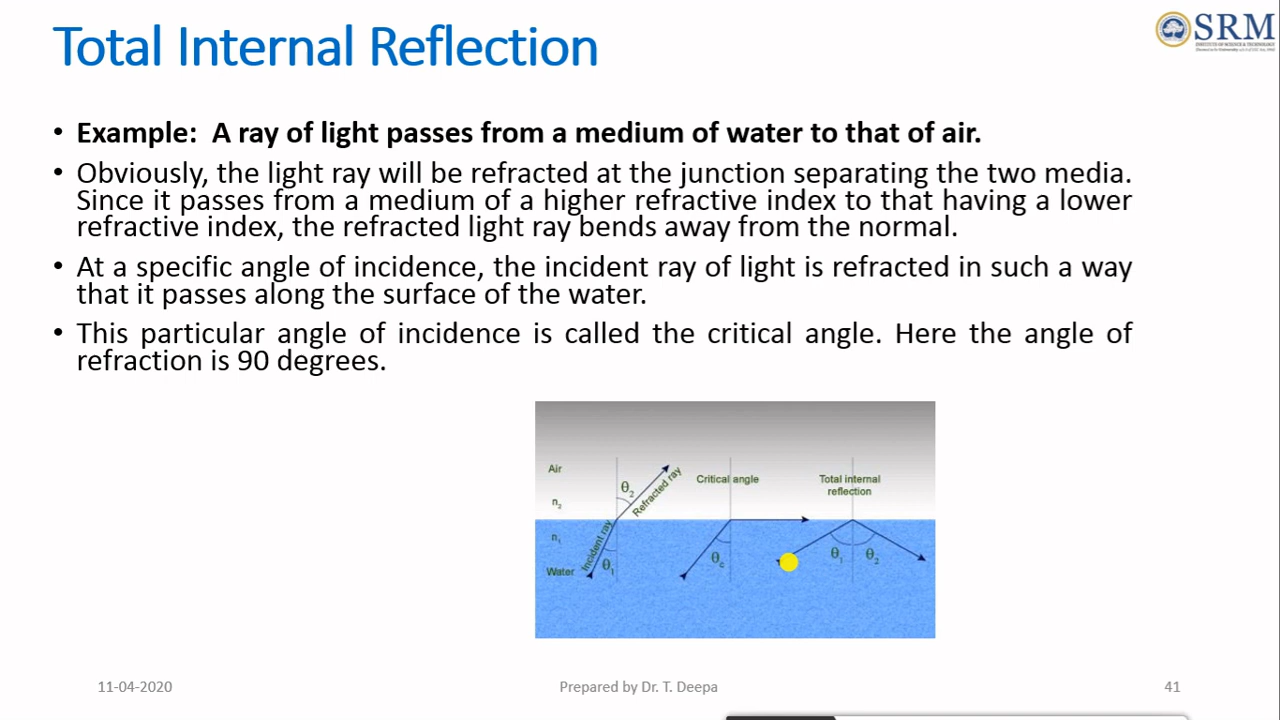 Total Internal Reflection
SRM
INSTITUTE OF SCIENCE & TECHNOLOGY
• Example: A ray of light passes from a medium of water to that of air.
• Obviously, the light ray will be refracted at the junction separating the two media.
Since it passes from a medium of a higher refractive index to that having a lower
refractive index, the refracted light ray bends away from the normal.
• At a specific angle of incidence, the incident ray of light is refracted in such a way
that it passes along the surface of the water.
• This particular angle of incidence is called the critical angle. Here the angle of
refraction is 90 degrees.
Air
n₂
n₁
Water
Incident ray
θ₁
θ₂
Refracted ray
Critical angle
θc
Total internal
reflection
θ₁
θ₂
11-04-2020
Prepared by Dr. T. Deepa
41